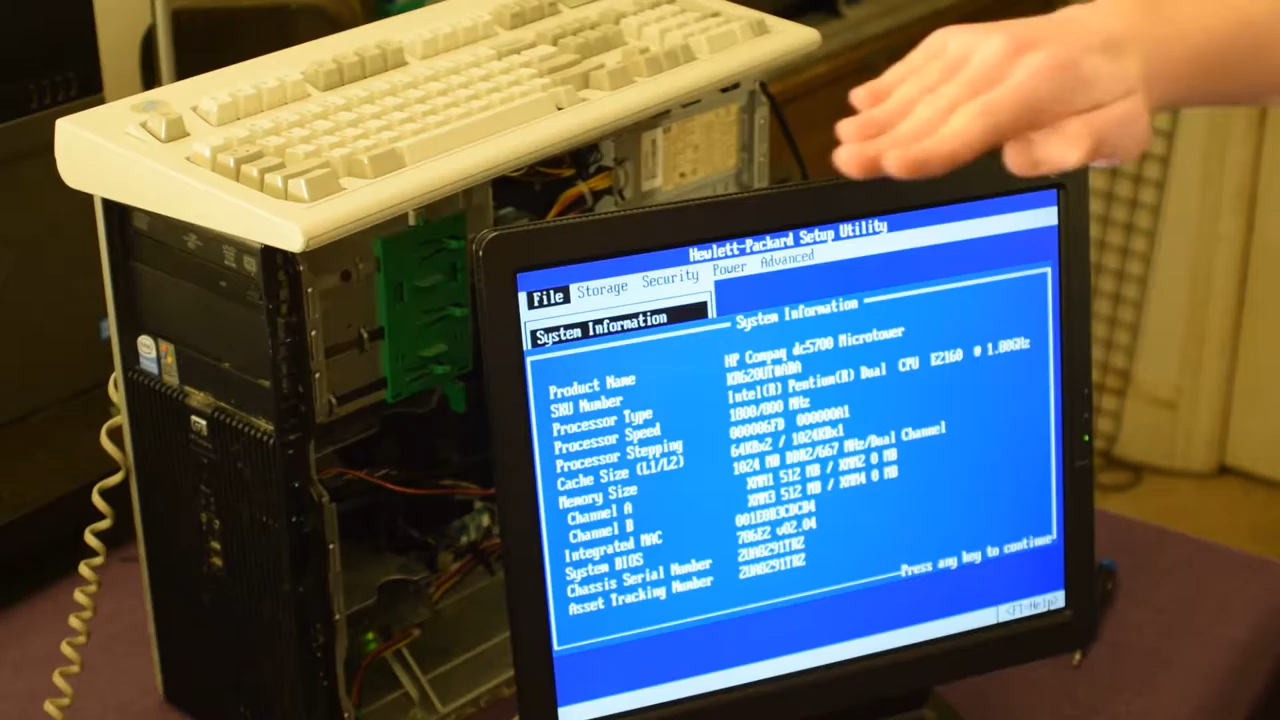 Hewlett-Packard Setup Utility
File Storage Security Power Advanced
System Information
System Information
Product Name HP Compaq dc5700 Microtower
SKU Number KA620UT#ABA
Processor Type Intel(R) Pentium(R) Dual CPU E2160 @ 1.80GHz
Processor Speed 1800/800 MHz
Processor Stepping 000006FD 000000A1
Cache Size (L1/L2) 64KBx2 / 1024KBx1
Memory Size 1024 MB DDR2/667 MHz/Dual Channel
Channel A XMM1 512 MB / XMM2 0 MB
Channel B XMM3 512 MB / XMM4 0 MB
Integrated MAC
System BIOS 786E2 v02.04
Chassis Serial Number 2UA8291TRZ
Asset Tracking Number 2UA8291TRZ
Press any key to continue
<F1=Help>